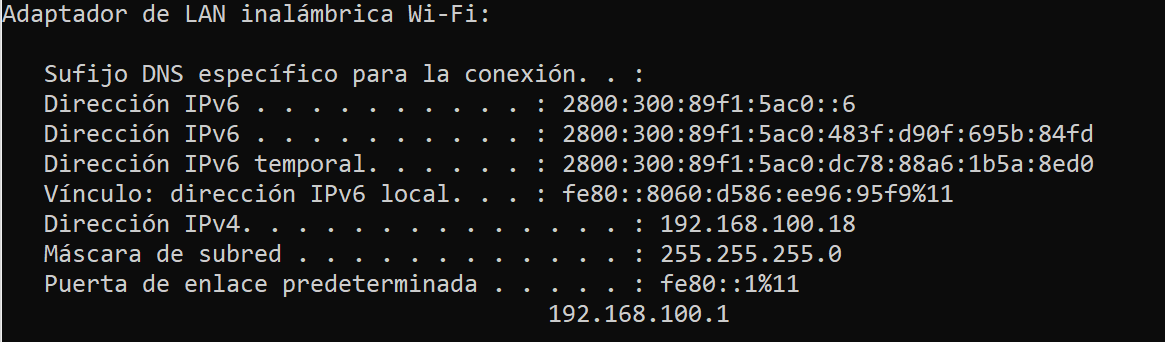 Adaptador de LAN inalámbrica Wi-Fi:
Sufijo DNS específico para la conexión. . :
Dirección IPv6 . . . . . . . . . . : 2800:300:89f1:5ac0::6
Dirección IPv6 . . . . . . . . . . : 2800:300:89f1:5ac0:483f:d90f:695b:84fd
Dirección IPv6 temporal. . . . . . : 2800:300:89f1:5ac0:dc78:88a6:1b5a:8ed0
Vínculo: dirección IPv6 local. . . : fe80::8060:d586:ee96:95f9%11
Dirección IPv4. . . . . . . . . . . . . . : 192.168.100.18
Máscara de subred . . . . . . . . . . . . : 255.255.255.0
Puerta de enlace predeterminada . . . . . : fe80::1%11
192.168.100.1